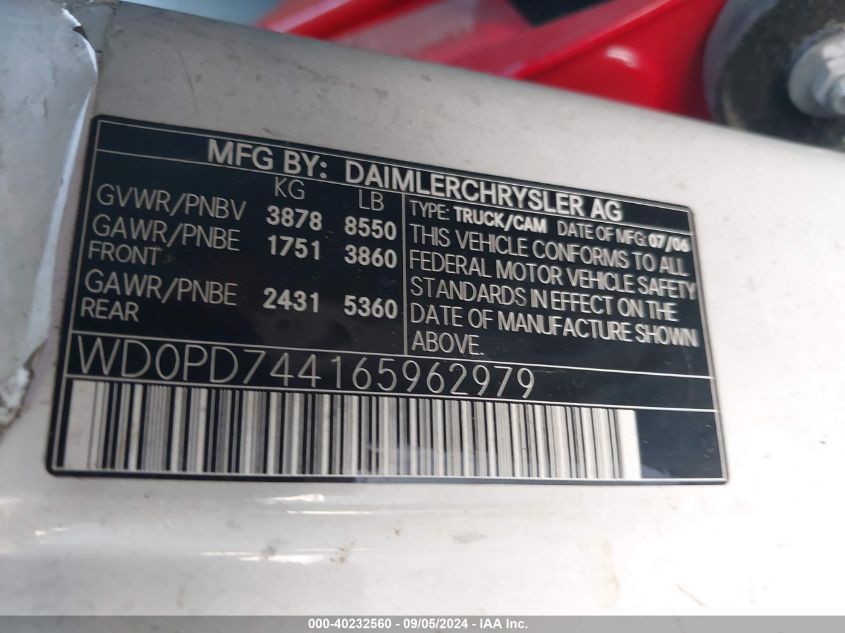 MFG BY: DAIMLERCHRYSLER AG
KG LB
GVWR/PNBV 3878 8550
GAWR/PNBE 1751 3860
FRONT
GAWR/PNBE 2431 5360
REAR
TYPE: TRUCK/CAM DATE OF MFG: 07/06
THIS VEHICLE CONFORMS TO ALL
FEDERAL MOTOR VEHICLE SAFETY
STANDARDS IN EFFECT ON THE
DATE OF MANUFACTURE SHOWN
ABOVE.
WD0PD744165962979
000-40232560 - 09/05/2024 - IAA Inc.